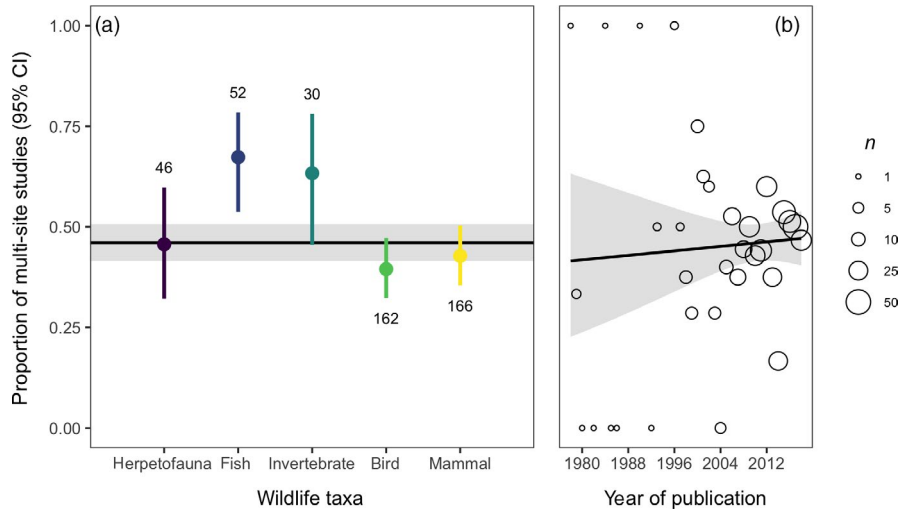 Proportion of multi-site studies (95% CI)
1.00
0.75
0.50
0.25
0.00
(a)
46
52
30
162
166
Herpetofauna
Fish
Invertebrate
Bird
Mammal
Wildlife taxa
(b)
1980
1988
1996
2004
2012
Year of publication
n
1
5
10
25
50